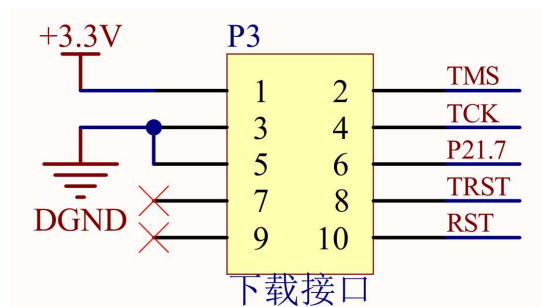 +3.3V
P3
1 2 TMS
3 4 TCK
5 6 P21.7
DGND
7 8 TRST
9 10 RST
下载接口